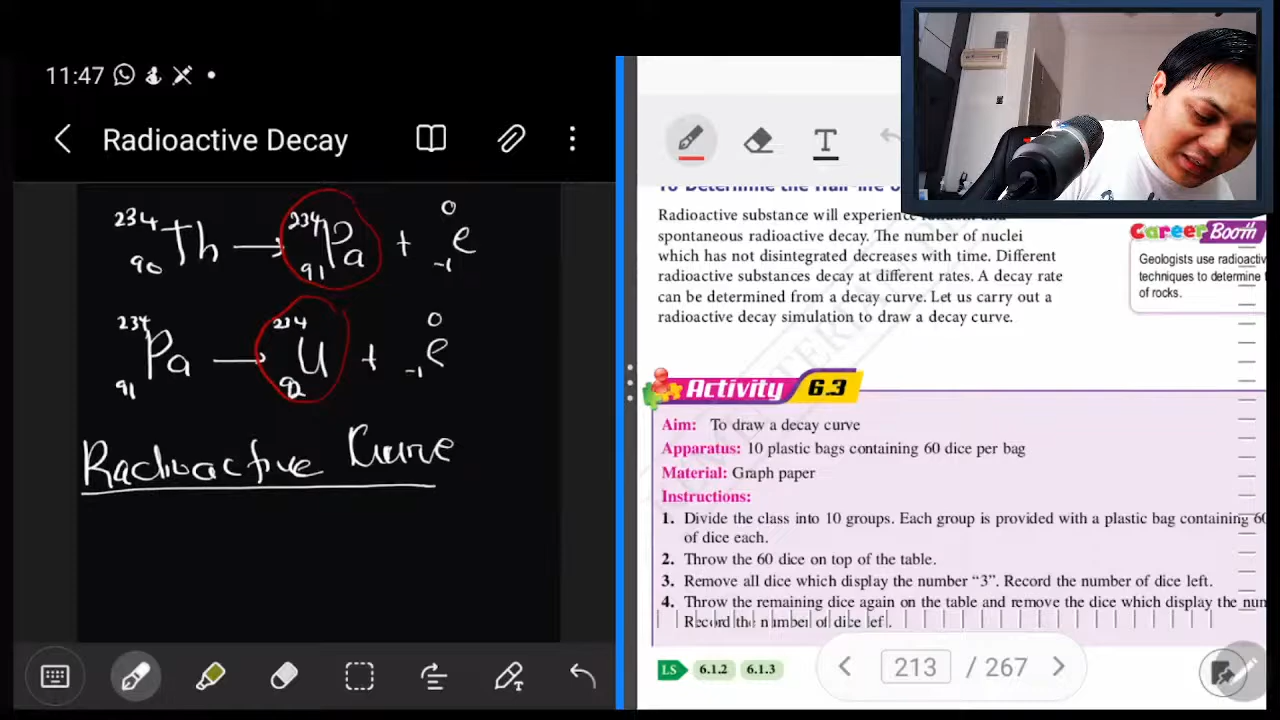 11:47
Radioactive Decay
234 90 Th → 234 91 Pa + 0 -1 e
234 91 Pa → 234 92 U + 0 -1 e
Radioactive Curve
T
To Determine the Half-life o
Radioactive substance will experience random and
spontaneous radioactive decay. The number of nuclei
which has not disintegrated decreases with time. Different
radioactive substances decay at different rates. A decay rate
can be determined from a decay curve. Let us carry out a
radioactive decay simulation to draw a decay curve.
Career Booth
Geologists use radioactiv
techniques to determine
of rocks.
Activity 6.3
Aim: To draw a decay curve
Apparatus: 10 plastic bags containing 60 dice per bag
Material: Graph paper
Instructions:
1. Divide the class into 10 groups. Each group is provided with a plastic bag containing 60
of dice each.
2. Throw the 60 dice on top of the table.
3. Remove all dice which display the number “3”. Record the number of dice left.
4. Throw the remaining dice again on the table and remove the dice which display the num
Record the number of dice left.
LS 6.1.2 6.1.3
213 / 267